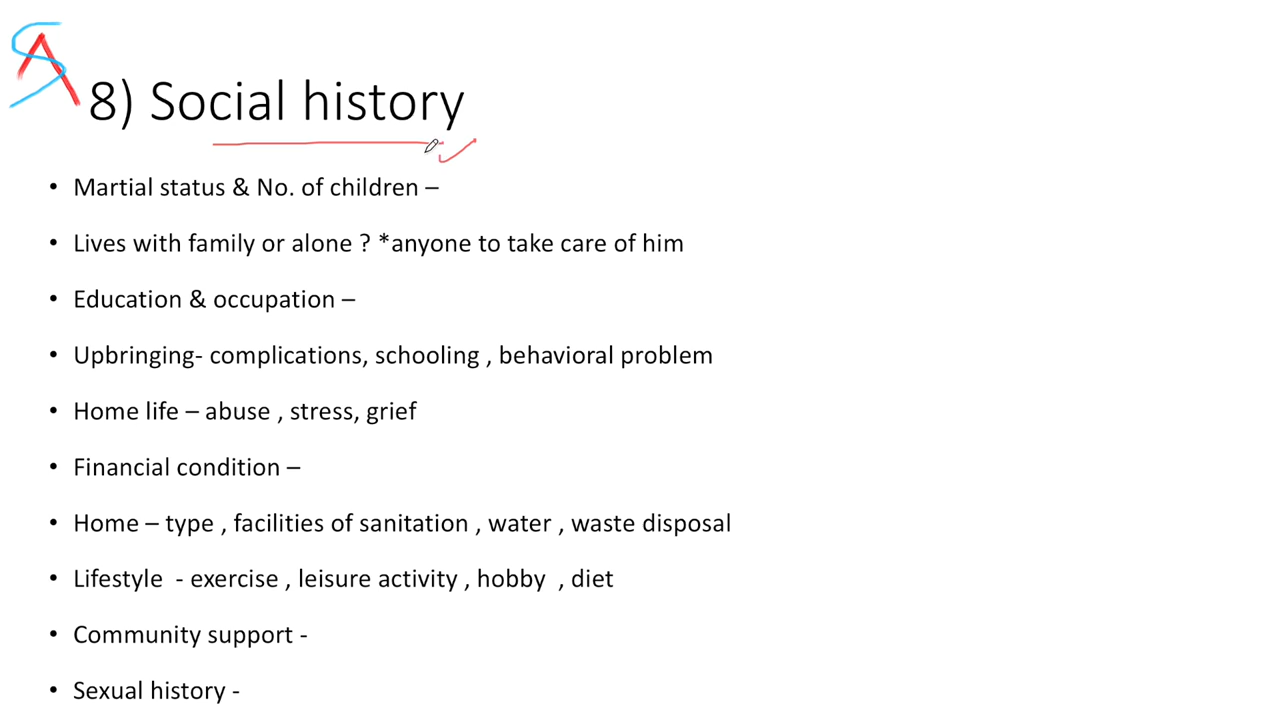 SA
8) Social history
• Martial status & No. of children –
• Lives with family or alone ? *anyone to take care of him
• Education & occupation –
• Upbringing- complications, schooling , behavioral problem
• Home life – abuse , stress, grief
• Financial condition –
• Home – type , facilities of sanitation , water , waste disposal
• Lifestyle  - exercise , leisure activity , hobby  , diet
• Community support -
• Sexual history -